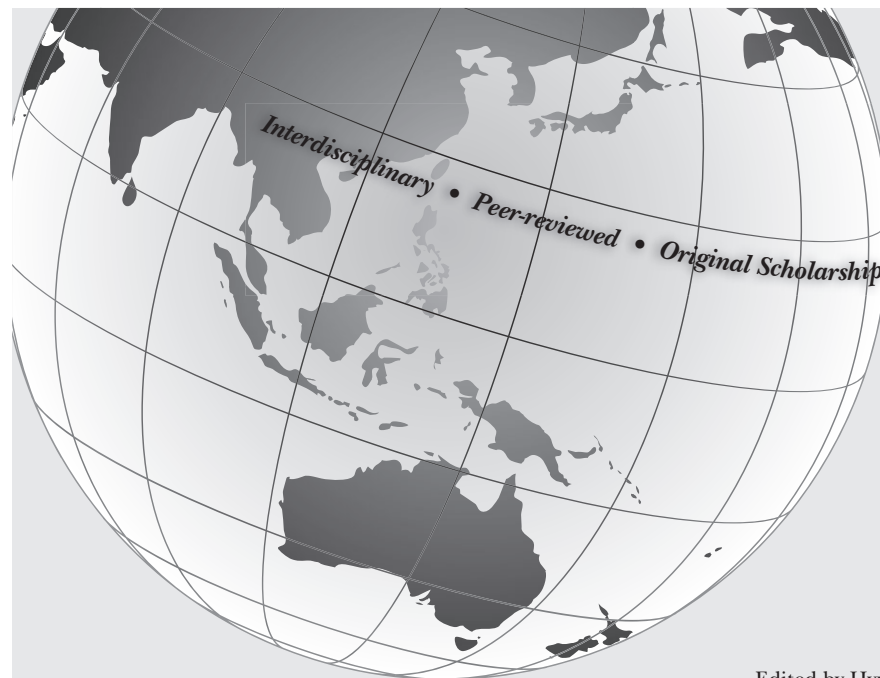 Interdisciplinary • Peer-reviewed • Original Scholarship
Edited by